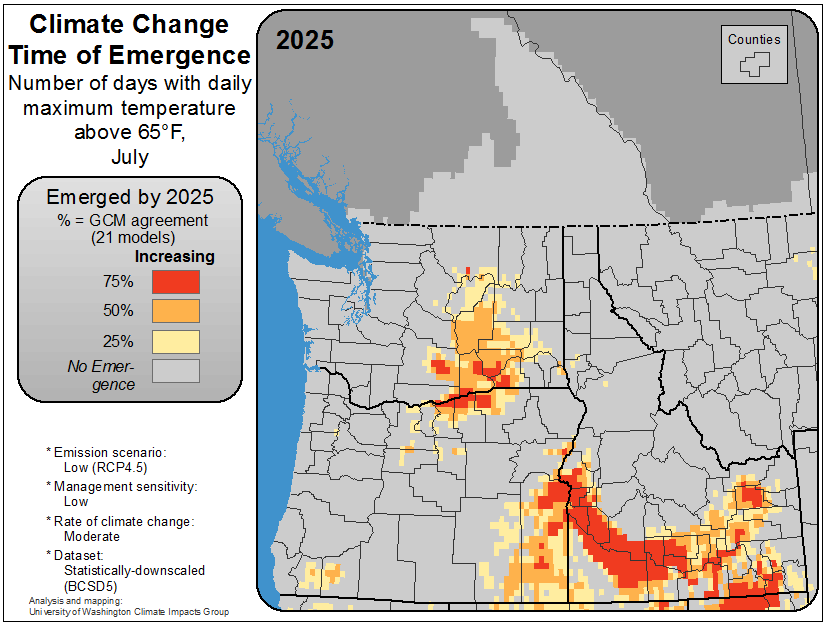 Climate Change
Time of Emergence
Number of days with daily
maximum temperature
above 65°F,
July
Emerged by 2025
% = GCM agreement
(21 models)
Increasing
75%
50%
25%
No Emer-
gence
* Emission scenario:
Low (RCP4.5)
* Management sensitivity:
Low
* Rate of climate change:
Moderate
* Dataset:
Statistically-downscaled
(BCSD5)
Analysis and mapping:
University of Washington Climate Impacts Group
2025
Counties